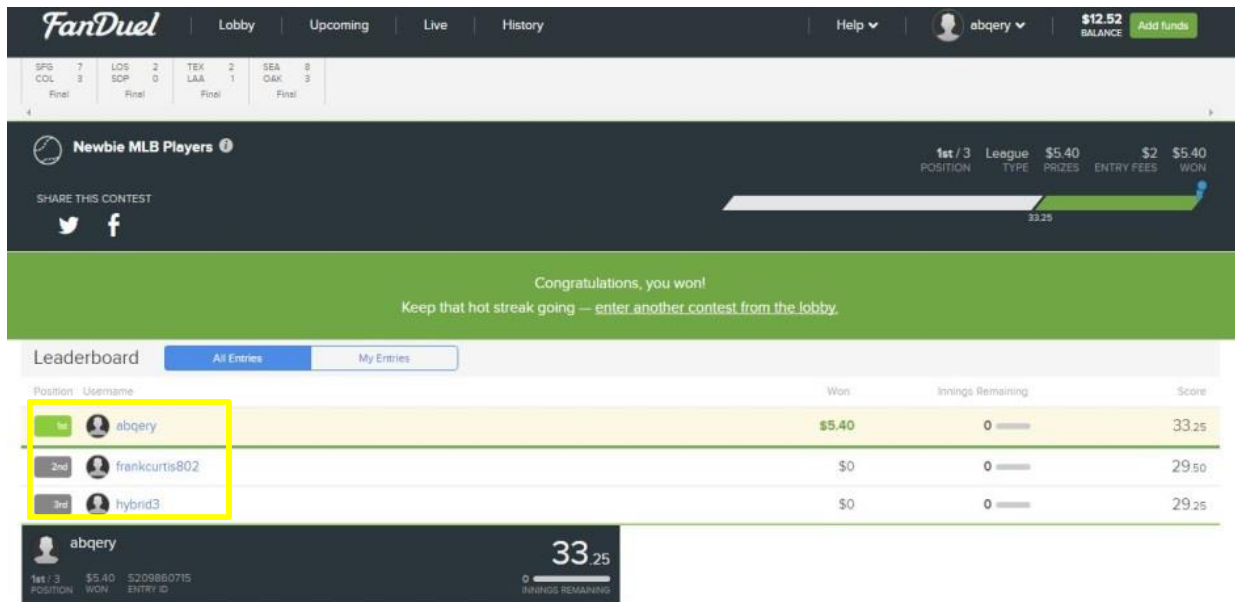 FanDuel Lobby Upcoming Live History Help abqery $12.52 BALANCE Add funds
SFG 7 LOS 2 TEX 2 SEA 8
COL 3 SDP 0 LAA 1 OAK 3
Final Final Final Final
Newbie MLB Players
1st / 3 League $5.40 $2 $5.40
POSITION TYPE PRIZES ENTRY FEES WON
SHARE THIS CONTEST
33.25
Congratulations, you won!
Keep that hot streak going — enter another contest from the lobby.
Leaderboard All Entries My Entries
Position Username Won Innings Remaining Score
1st abqery $5.40 0 33.25
2nd frankcurtis802 $0 0 29.50
3rd hybrid3 $0 0 29.25
abqery 33.25
1st / 3 $5.40 S209860715 0
POSITION WON ENTRY ID INNINGS REMAINING